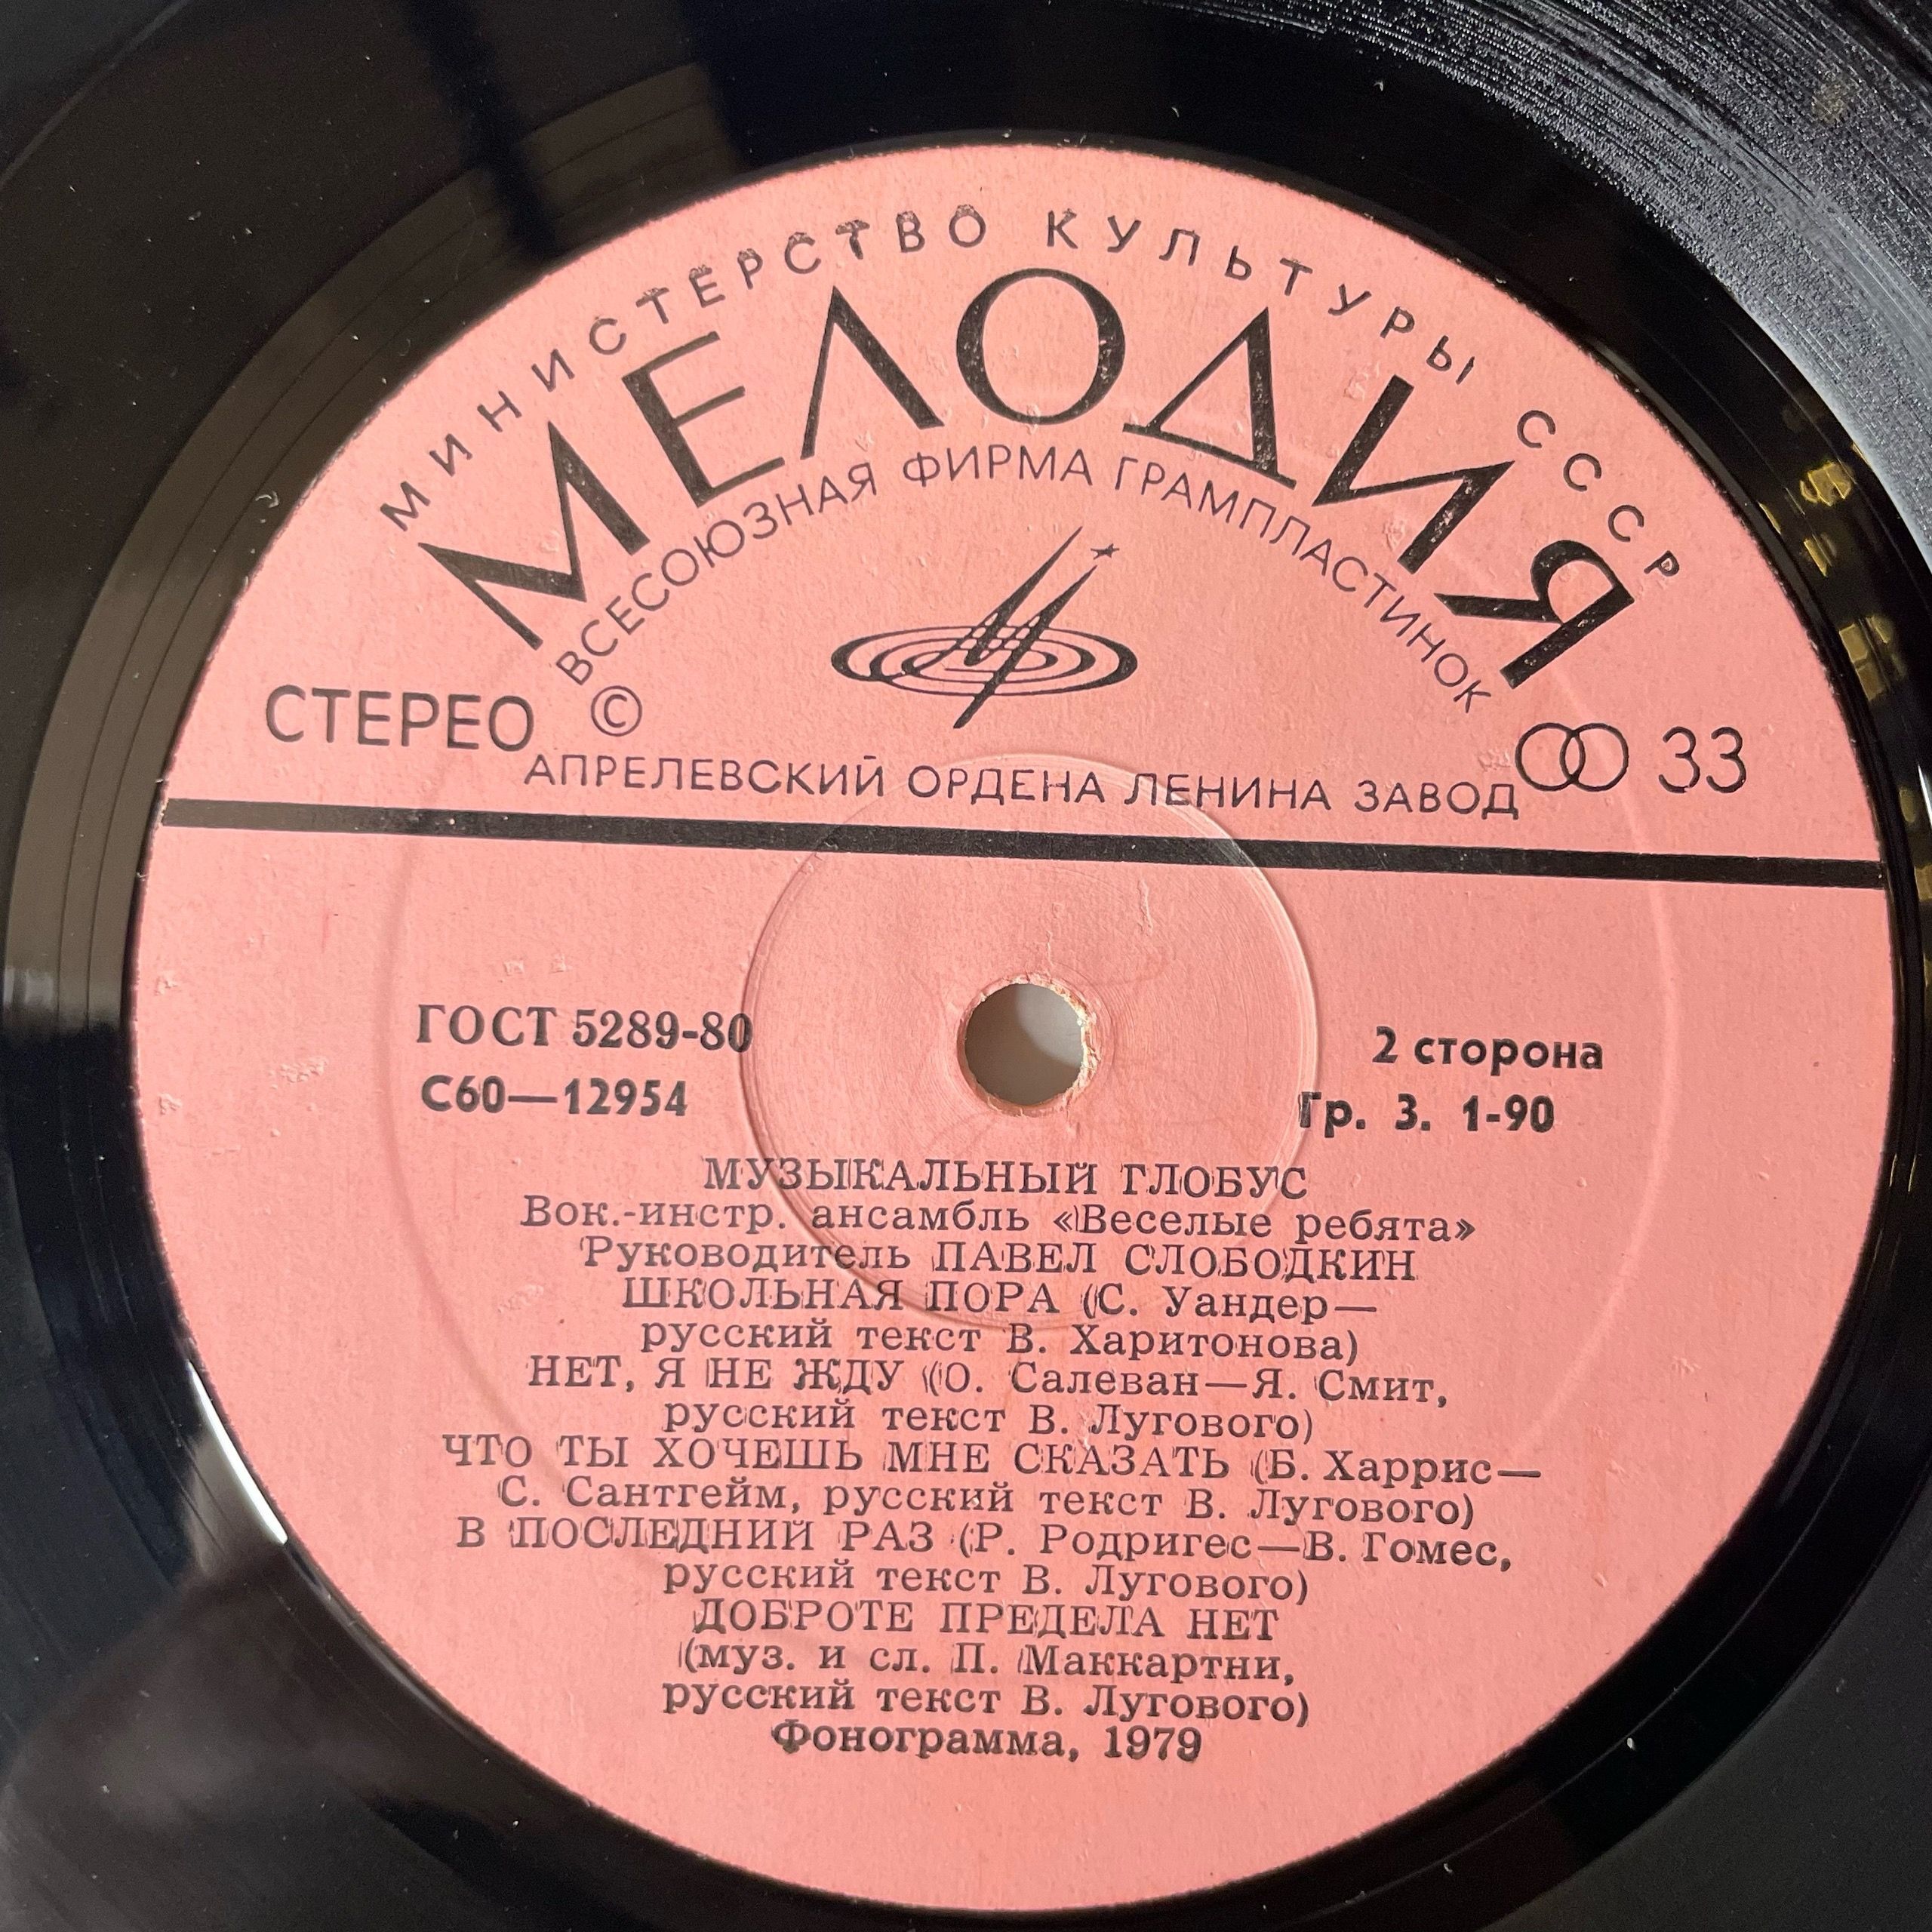 МИНИСТЕРСТВО КУЛЬТУРЫ СССР
МЕЛОДИЯ
ВСЕСОЮЗНАЯ ФИРМА ГРАМПЛАСТИНОК
СТЕРЕО © 33
АПРЕЛЕВСКИЙ ОРДЕНА ЛЕНИНА ЗАВОД
ГОСТ 5289-80
2 сторона
С60—12954
Гр. 3. 1-90
МУЗЫКАЛЬНЫЙ ГЛОБУС
Вок.-инстр. ансамбль «Веселые ребята»
Руководитель ПАВЕЛ СЛОБОДКИН
ШКОЛЬНАЯ ПОРА (С. Уандер—
русский текст В. Харитонова)
НЕТ, Я НЕ ЖДУ (О. Салеван—Я. Смит,
русский текст В. Лугового)
ЧТО ТЫ ХОЧЕШЬ МНЕ СКАЗАТЬ (Б. Харрис—
С. Сантгейм, русский текст В. Лугового)
В ПОСЛЕДНИЙ РАЗ (Р. Родригес—В. Гомес,
русский текст В. Лугового)
ДОБРОТЕ ПРЕДЕЛА НЕТ
(муз. и сл. П. Маккартни,
русский текст В. Лугового)
Фонограмма, 1979